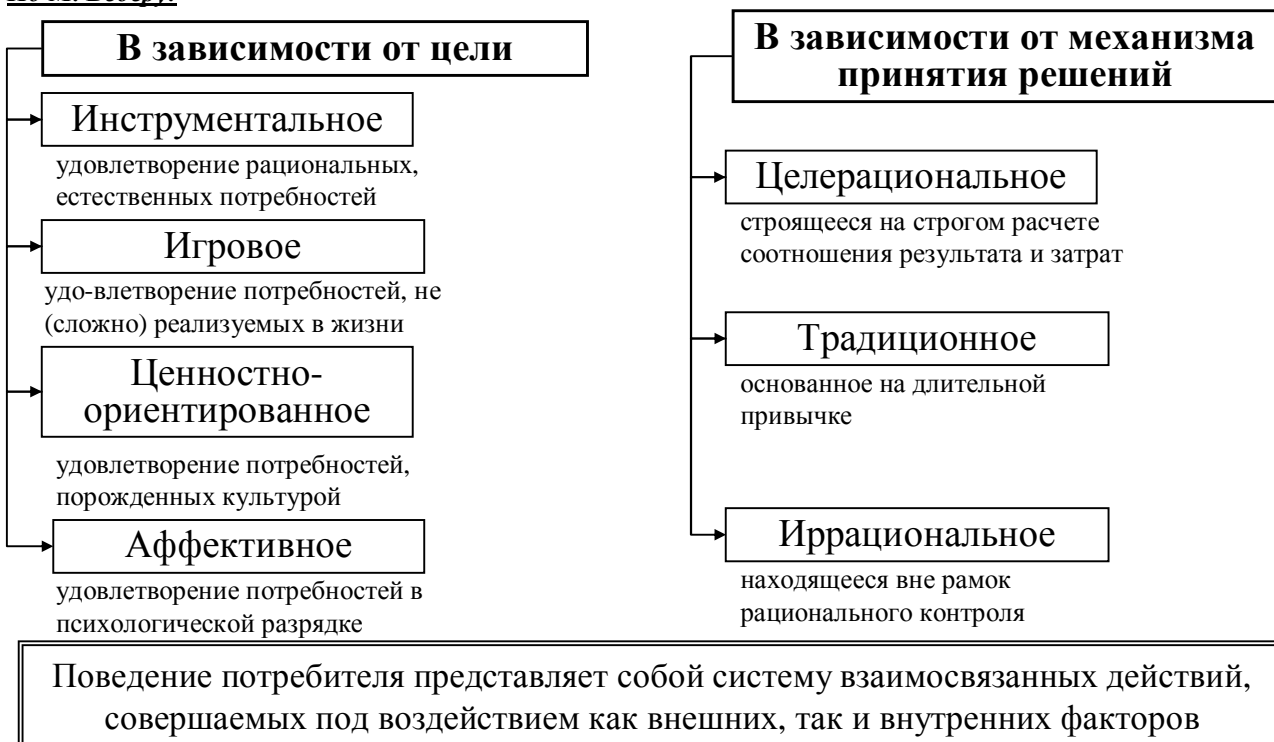 В зависимости от цели
Инструментальное
удовлетворение рациональных,
естественных потребностей
Игровое
удо-влетворение потребностей, не
(сложно) реализуемых в жизни
Ценностно-
ориентированное
удовлетворение потребностей,
порожденных культурой
Аффективное
удовлетворение потребностей в
психологической разрядке
В зависимости от механизма
принятия решений
Целерациональное
строящееся на строгом расчете
соотношения результата и затрат
Традиционное
основанное на длительной
привычке
Иррациональное
находящееся вне рамок
рационального контроля
Поведение потребителя представляет собой систему взаимосвязанных действий,
совершаемых под воздействием как внешних, так и внутренних факторов